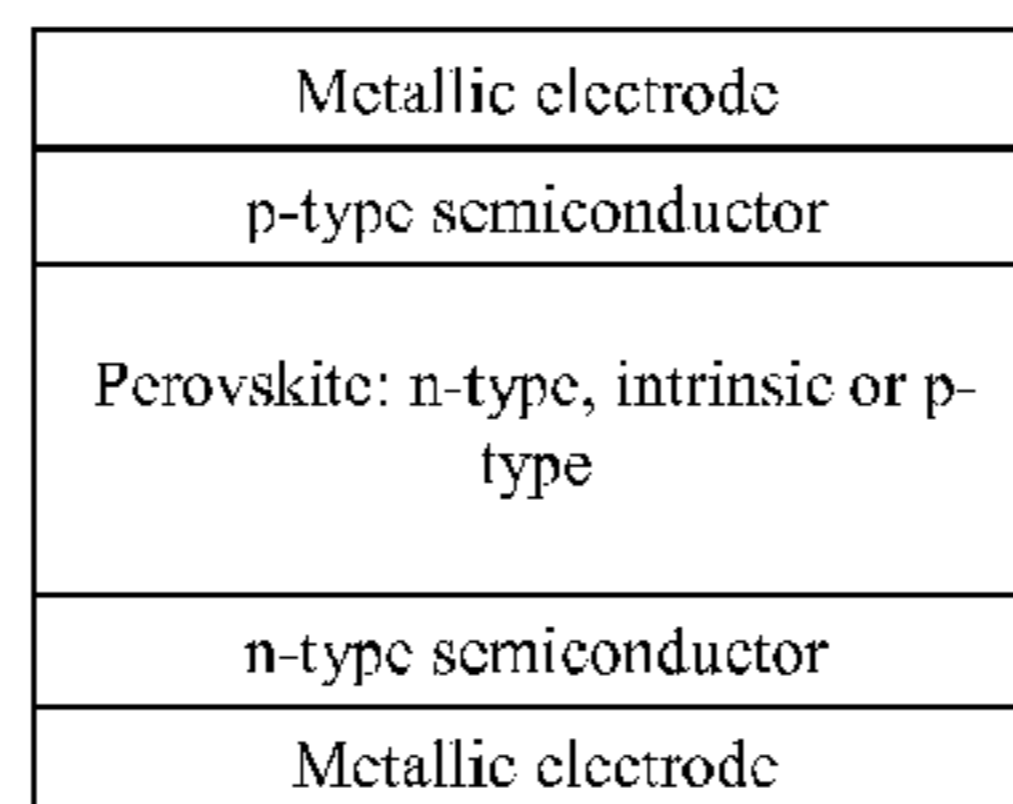 Metallic electrode
p-type semiconductor
Perovskite: n-type, intrinsic or p-
type
n-type semiconductor
Metallic electrode